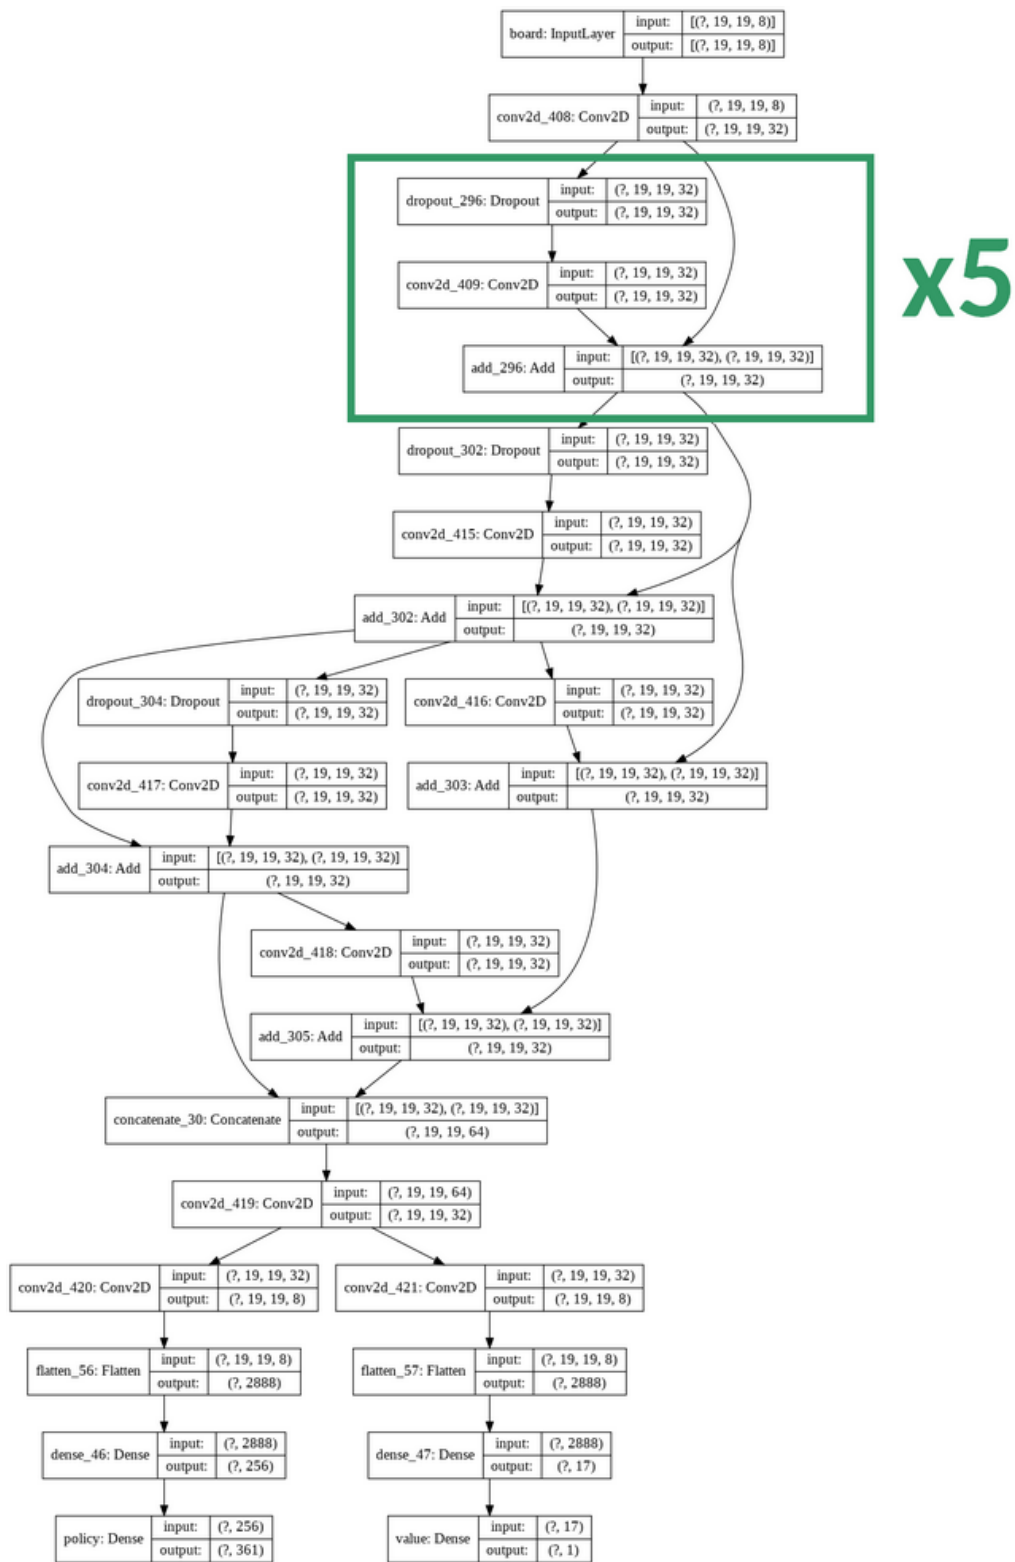 board: InputLayer input: [(?, 19, 19, 8)]
output: [(?, 19, 19, 8)]
conv2d_408: Conv2D input: (?, 19, 19, 8)
output: (?, 19, 19, 32)
dropout_296: Dropout input: (?, 19, 19, 32)
output: (?, 19, 19, 32)
x5
conv2d_409: Conv2D input: (?, 19, 19, 32)
output: (?, 19, 19, 32)
add_296: Add input: [(?, 19, 19, 32), (?, 19, 19, 32)]
output: (?, 19, 19, 32)
dropout_302: Dropout input: (?, 19, 19, 32)
output: (?, 19, 19, 32)
conv2d_415: Conv2D input: (?, 19, 19, 32)
output: (?, 19, 19, 32)
add_302: Add input: [(?, 19, 19, 32), (?, 19, 19, 32)]
output: (?, 19, 19, 32)
dropout_304: Dropout input: (?, 19, 19, 32)
output: (?, 19, 19, 32)
conv2d_416: Conv2D input: (?, 19, 19, 32)
output: (?, 19, 19, 32)
conv2d_417: Conv2D input: (?, 19, 19, 32)
output: (?, 19, 19, 32)
add_303: Add input: [(?, 19, 19, 32), (?, 19, 19, 32)]
output: (?, 19, 19, 32)
add_304: Add input: [(?, 19, 19, 32), (?, 19, 19, 32)]
output: (?, 19, 19, 32)
conv2d_418: Conv2D input: (?, 19, 19, 32)
output: (?, 19, 19, 32)
add_305: Add input: [(?, 19, 19, 32), (?, 19, 19, 32)]
output: (?, 19, 19, 32)
concatenate_30: Concatenate input: [(?, 19, 19, 32), (?, 19, 19, 32)]
output: (?, 19, 19, 64)
conv2d_419: Conv2D input: (?, 19, 19, 64)
output: (?, 19, 19, 32)
conv2d_420: Conv2D input: (?, 19, 19, 32)
output: (?, 19, 19, 8)
conv2d_421: Conv2D input: (?, 19, 19, 32)
output: (?, 19, 19, 8)
flatten_56: Flatten input: (?, 19, 19, 8)
output: (?, 2888)
flatten_57: Flatten input: (?, 19, 19, 8)
output: (?, 2888)
dense_46: Dense input: (?, 2888)
output: (?, 256)
dense_47: Dense input: (?, 2888)
output: (?, 17)
policy: Dense input: (?, 256)
output: (?, 361)
value: Dense input: (?, 17)
output: (?, 1)